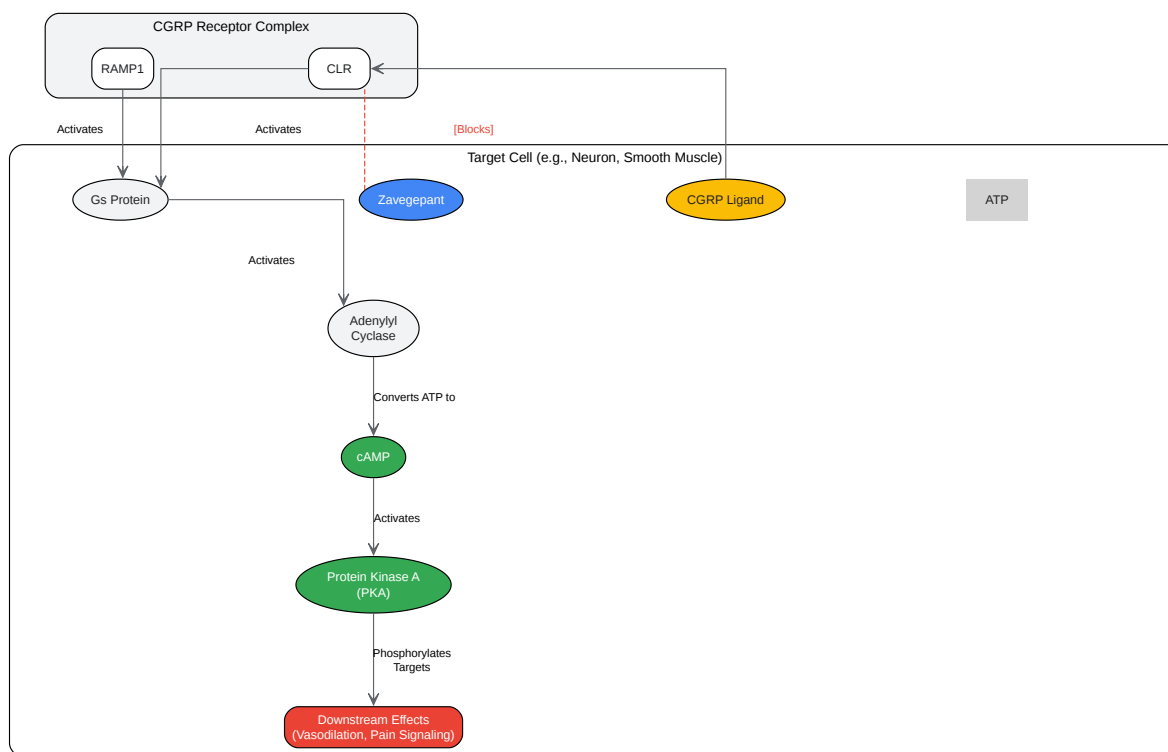 CGRP Receptor Complex
RAMP1
CLR
Activates
Activates
[Blocks]
Target Cell (e.g., Neuron, Smooth Muscle)
Gs Protein
Zavegepant
CGRP Ligand
ATP
Activates
Adenylyl
Cyclase
Converts ATP to
cAMP
Activates
Protein Kinase A
(PKA)
Phosphorylates
Targets
Downstream Effects
(Vasodilation, Pain Signaling)